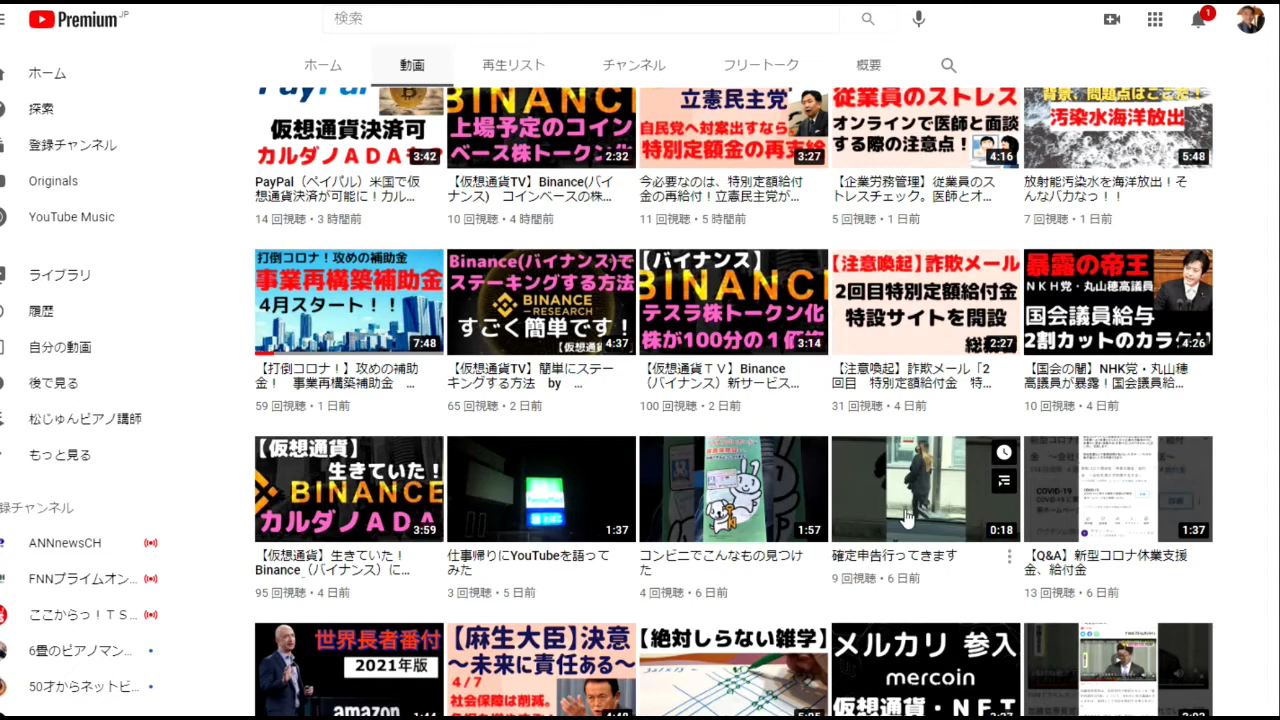 Premium JP
検索
1
ホーム
動画
再生リスト
チャンネル
フリートーク
概要
ホーム
探索
登録チャンネル
Originals
YouTube Music
ライブラリ
履歴
自分の動画
後で見る
松じゅんピアノ講師
もっと見る
録チャンネル
ANNnewsCH
FNNプライムオン...
ここからっ！ＴＳ...
6畳のピアノマン...
50才からネットビ...
仮想通貨決済可
カルダノＡＤＡ
3:42
PayPal（ペイパル）米国で仮
想通貨決済が可能に！カル...
14 回視聴・3 時間前
BINANCE
上場予定のコイン
ベース株トークン化
2:32
【仮想通貨TV】Binance(バイ
ナンス)　コインベースの株...
10 回視聴・4 時間前
立憲民主党
自民党へ対案出すなら
特別定額金の再支給
3:27
今必要なのは、特別定額給付
金の再給付！立憲民主党が...
11 回視聴・5 時間前
従業員のストレス
オンラインで医師と面談
する際の注意点！
4:16
【企業労務管理】従業員のス
トレスチェック。医師とオ...
5 回視聴・1 日前
背景、問題点はここだ！
汚染水海洋放出
5:48
放射能汚染水を海洋放出！そ
んなバカなっ！！
7 回視聴・1 日前
打倒コロナ！攻めの補助金
事業再構築補助金
４月スタート！！
7:48
【打倒コロナ！】攻めの補助
金！　事業再構築補助金　...
59 回視聴・1 日前
Binance(バイナンス)で
ステーキングする方法
BINANCE
RESEARCH
すごく簡単です！
4:37
【仮想通貨TV】簡単にステー
キングする方法　by　...
65 回視聴・2 日前
【バイナンス】
BINANCE
テスラ株トークン化
株が100分の１価格
3:14
【仮想通貨ＴＶ】Binance
（バイナンス）新サービス...
100 回視聴・2 日前
【注意喚起】詐欺メール
2回目特別定額給付金
特設サイトを開設
総務省
2:27
【注意喚起】詐欺メール「2
回目　特別定額給付金　特...
31 回視聴・4 日前
暴露の帝王
ＮＨＫ党・丸山穂高議員
国会議員給与
2割カットのカラクリ
4:26
【国会の闇】NHK党・丸山穂
高議員が暴露！国会議員給...
10 回視聴・4 日前
【仮想通貨】
生きていた！
BINANCE
カルダノＡＤＡ
3:59
【仮想通貨】生きていた！
Binance（バイナンス）に...
95 回視聴・4 日前
FamilyMart
1:37
仕事帰りにYouTubeを語って
みた
3 回視聴・5 日前
1:57
コンビニでこんなもの見つけ
た
4 回視聴・6 日前
0:18
確定申告行ってきます
9 回視聴・6 日前
COVID-19
1:37
【Q&A】新型コロナ休業支援
金、給付金
13 回視聴・6 日前
世界長者番付
2021年版
amazon
【麻生大臣】決意
～未来に責任ある～
4/7
社会保障は削減。
4:48
【絶対しらない雑学】
5:05
メルカリ 参入
mercoin
仮想通貨・ＮＦＴ